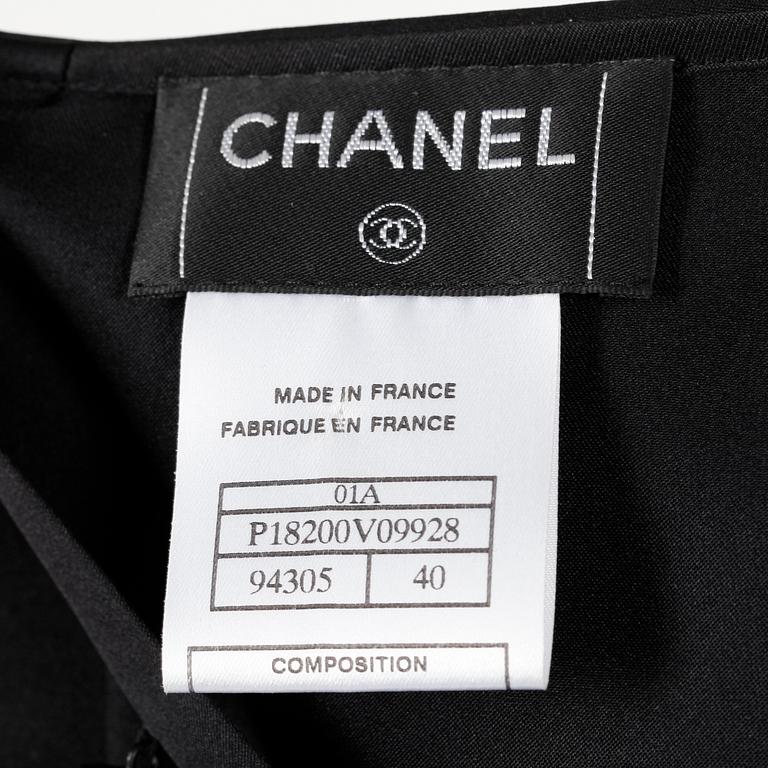 CHANEL
MADE IN FRANCE
FABRIQUE EN FRANCE
01A
P18200V09928
94305 40
COMPOSITION